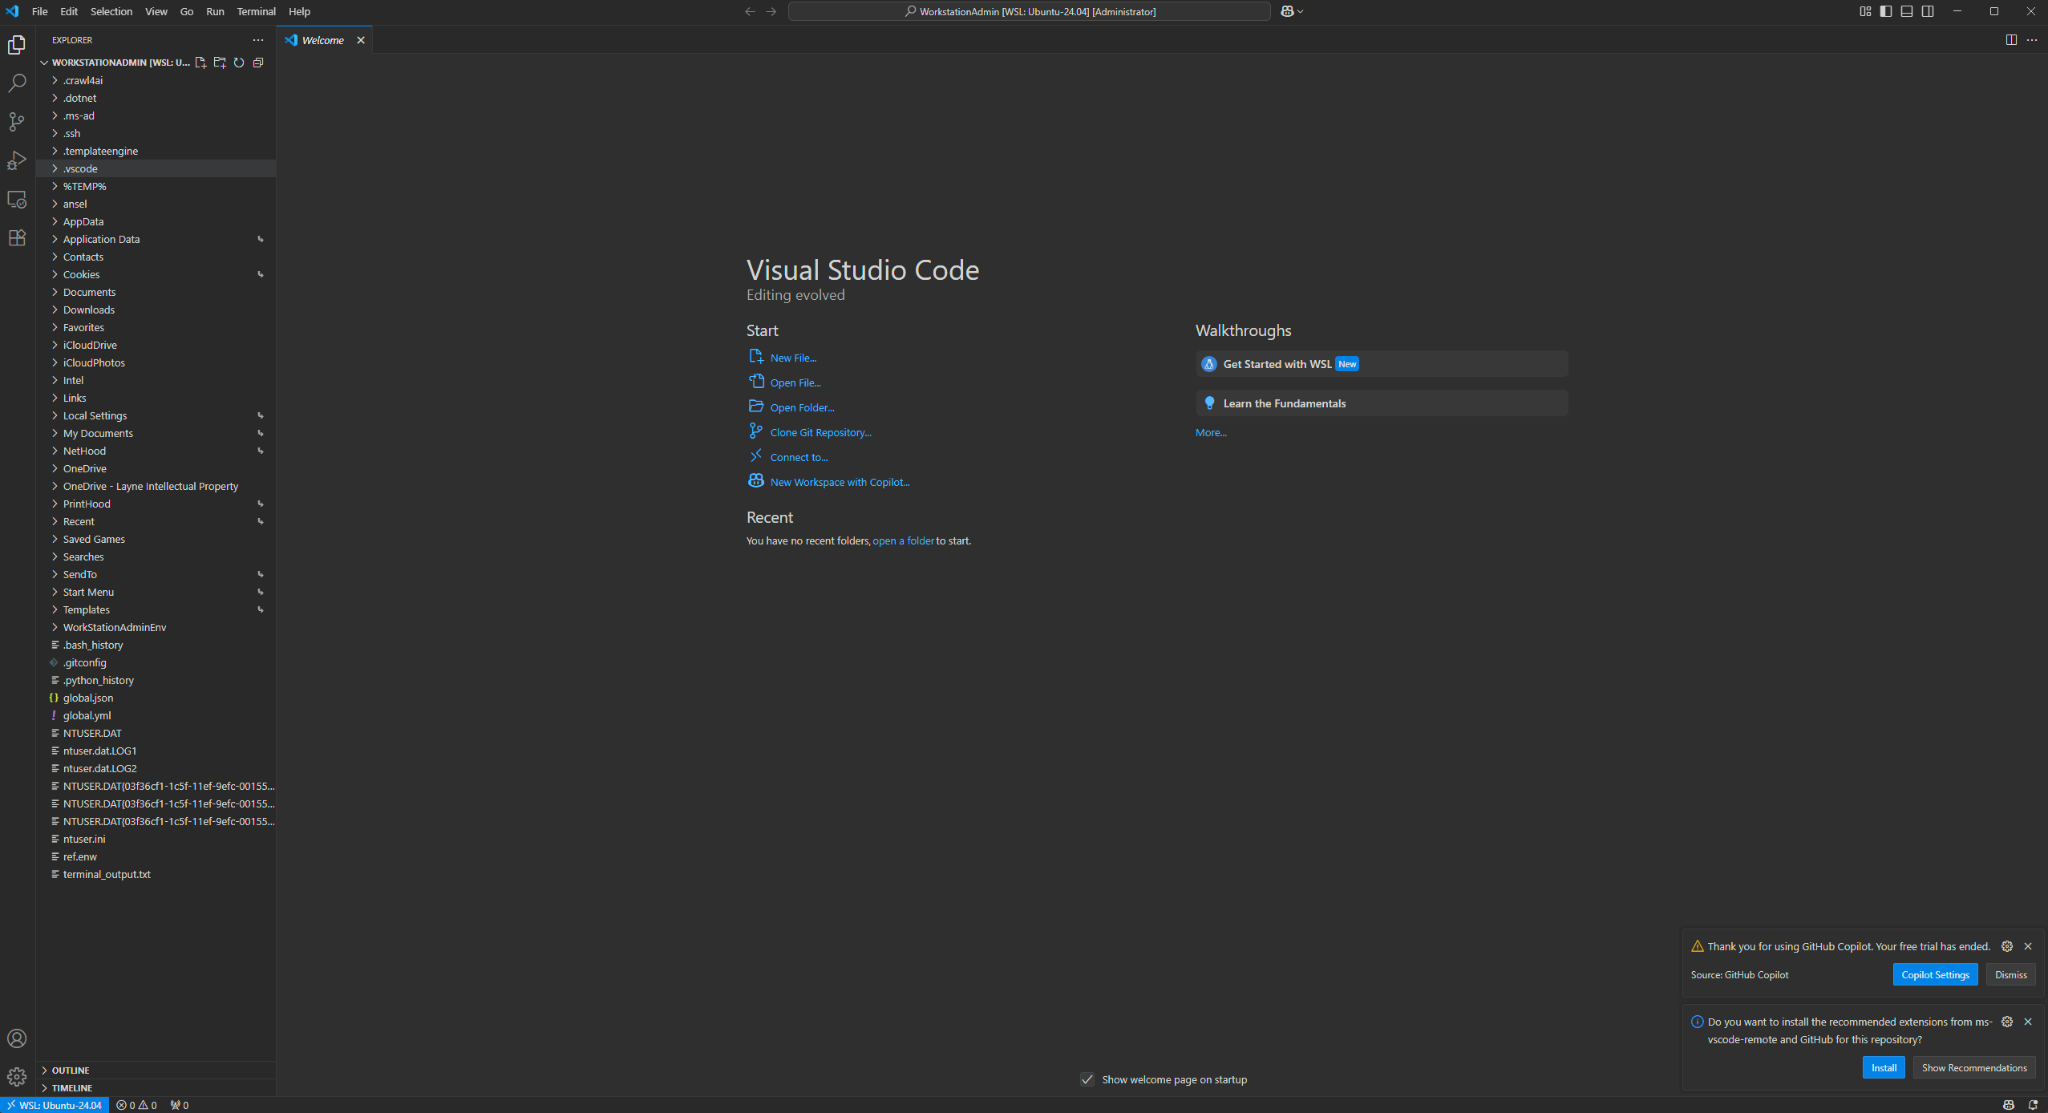 File Edit Selection View Go Run Terminal Help
WorkstationAdmin [WSL: Ubuntu-24.04] [Administrator]
EXPLORER
Welcome
WORKSTATIONADMIN [WSL: U...
.crawl4ai
.dotnet
.ms-ad
.ssh
.templateengine
.vscode
%TEMP%
ansel
AppData
Application Data
Contacts
Cookies
Documents
Downloads
Favorites
iCloudDrive
iCloudPhotos
Intel
Links
Local Settings
My Documents
NetHood
OneDrive
OneDrive - Layne Intellectual Property
PrintHood
Recent
Saved Games
Searches
SendTo
Start Menu
Templates
WorkStationAdminEnv
.bash_history
.gitconfig
.python_history
global.json
global.yml
NTUSER.DAT
ntuser.dat.LOG1
ntuser.dat.LOG2
NTUSER.DAT{03f36cf1-1c5f-11ef-9efc-00155...
NTUSER.DAT{03f36cf1-1c5f-11ef-9efc-00155...
NTUSER.DAT{03f36cf1-1c5f-11ef-9efc-00155...
ntuser.ini
ref.enw
terminal_output.txt
OUTLINE
TIMELINE
Visual Studio Code
Editing evolved
Start
New File...
Open File...
Open Folder...
Clone Git Repository...
Connect to...
New Workspace with Copilot...
Recent
You have no recent folders, open a folder to start.
Walkthroughs
Get Started with WSL New
Learn the Fundamentals
More...
Show welcome page on startup
Thank you for using GitHub Copilot. Your free trial has ended.
Source: GitHub Copilot
Copilot Settings
Dismiss
Do you want to install the recommended extensions from ms-
vscode-remote and GitHub for this repository?
Install
Show Recommendations
WSL: Ubuntu-24.04 0 0 0